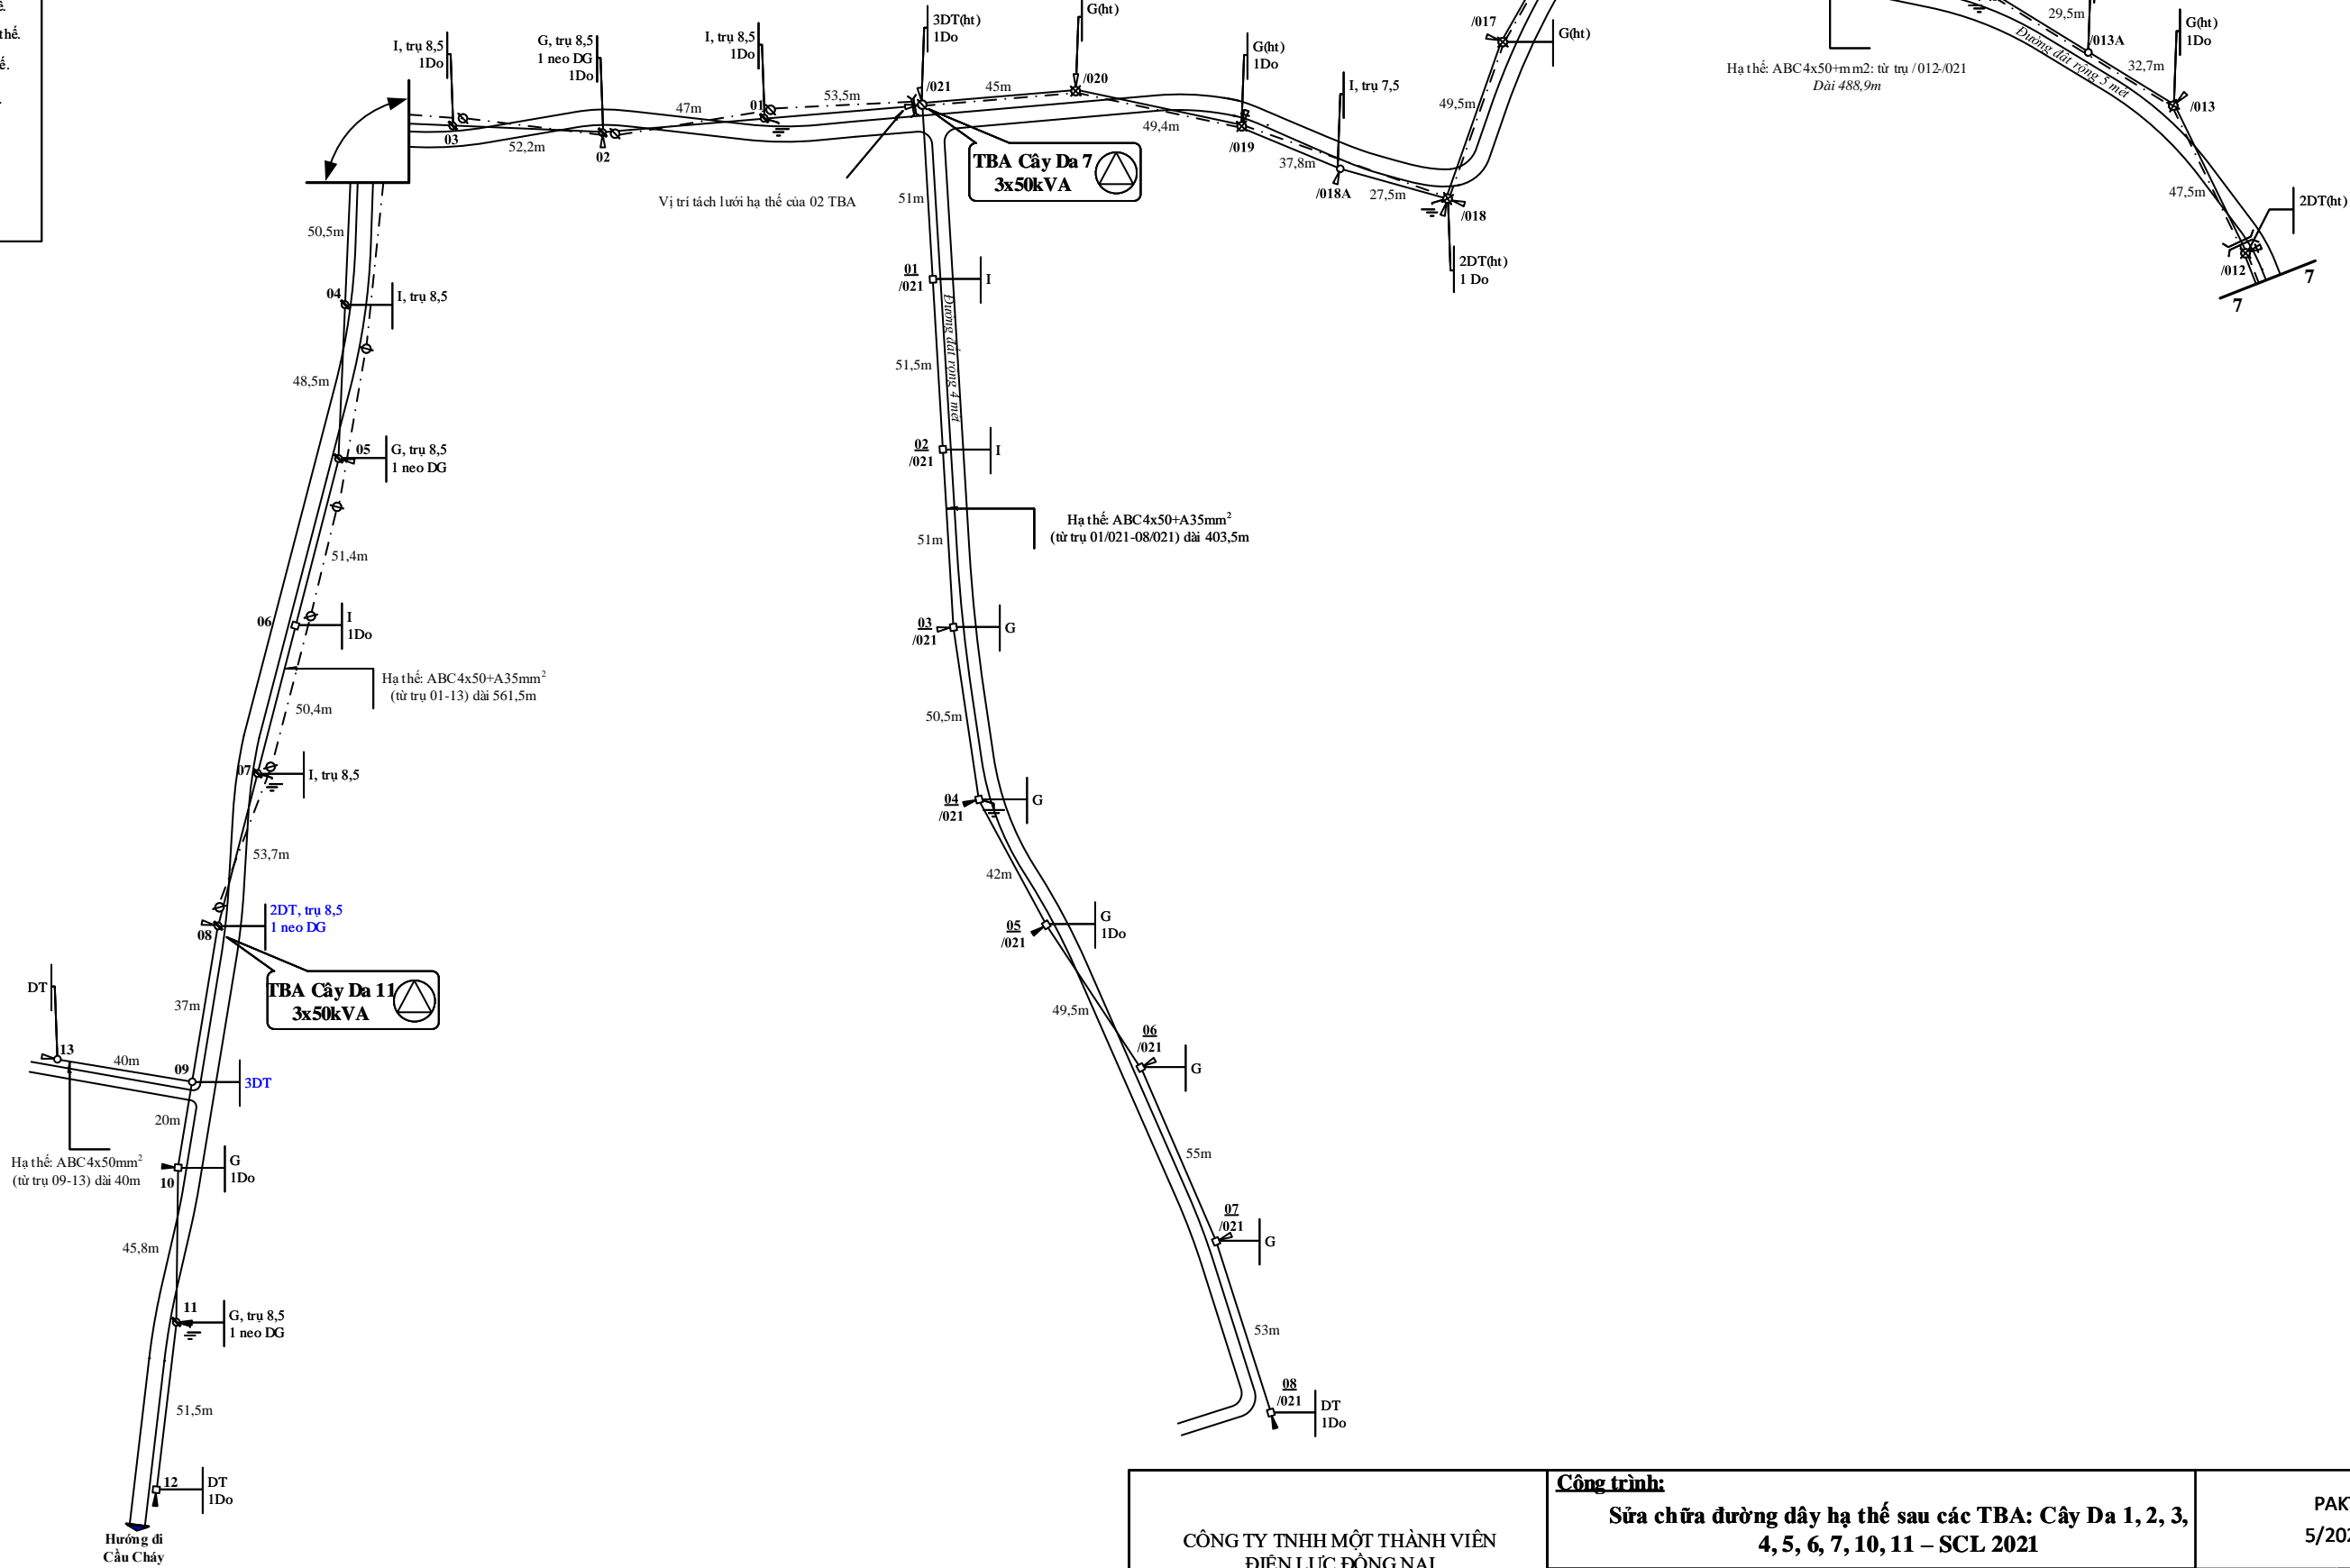 thế.
I, trụ 8,5
1Do
G, trụ 8,5
1 neo DG
1Do
I, trụ 8,5
1Do
3DT(ht)
1Do
G(ht)
G(ht)
1Do
I, trụ 7,5
/017
G(ht)
Hạ thế: ABC4x50+mm2: từ trụ /012-/021
Dài 488,9m
29,5m
/013A
G(ht)
1Do
32,7m
/013
Đường đất rộng 5 mét
47,5m
2DT(ht)
/012
7
7
03
52,2m
02
47m
01
53,5m
/021
45m
/020
49,4m
/019
37,8m
/018A
27,5m
/018
49,5m
2DT(ht)
1 Do
TBA Cây Da 7
3x50kVA
Vị trí tách lưới hạ thế của 02 TBA
50,5m
04
I, trụ 8,5
48,5m
05
G, trụ 8,5
1 neo DG
51,4m
06
I
1Do
Hạ thế: ABC4x50+A35mm²
(từ trụ 01-13) dài 561,5m
50,4m
07
I, trụ 8,5
53,7m
08
2DT, trụ 8,5
1 neo DG
TBA Cây Da 11
3x50kVA
37m
DT
13
40m
09
3DT
20m
Hạ thế: ABC4x50mm²
(từ trụ 09-13) dài 40m
10
G
1Do
45,8m
11
G, trụ 8,5
1 neo DG
51,5m
12
DT
1Do
Hướng đi
Cầu Cháy
51m
01
/021
I
Đường đất rộng 4 mét
51,5m
02
/021
I
Hạ thế: ABC4x50+A35mm²
(từ trụ 01/021-08/021) dài 403,5m
51m
03
/021
G
50,5m
04
/021
G
42m
05
/021
G
1Do
49,5m
06
/021
G
55m
07
/021
G
53m
08
/021
DT
1Do
CÔNG TY TNHH MỘT THÀNH VIÊN
ĐIỆN LỰC ĐỒNG NAI
Công trình:
Sửa chữa đường dây hạ thế sau các TBA: Cây Da 1, 2, 3,
4, 5, 6, 7, 10, 11 – SCL 2021
PAK
5/202